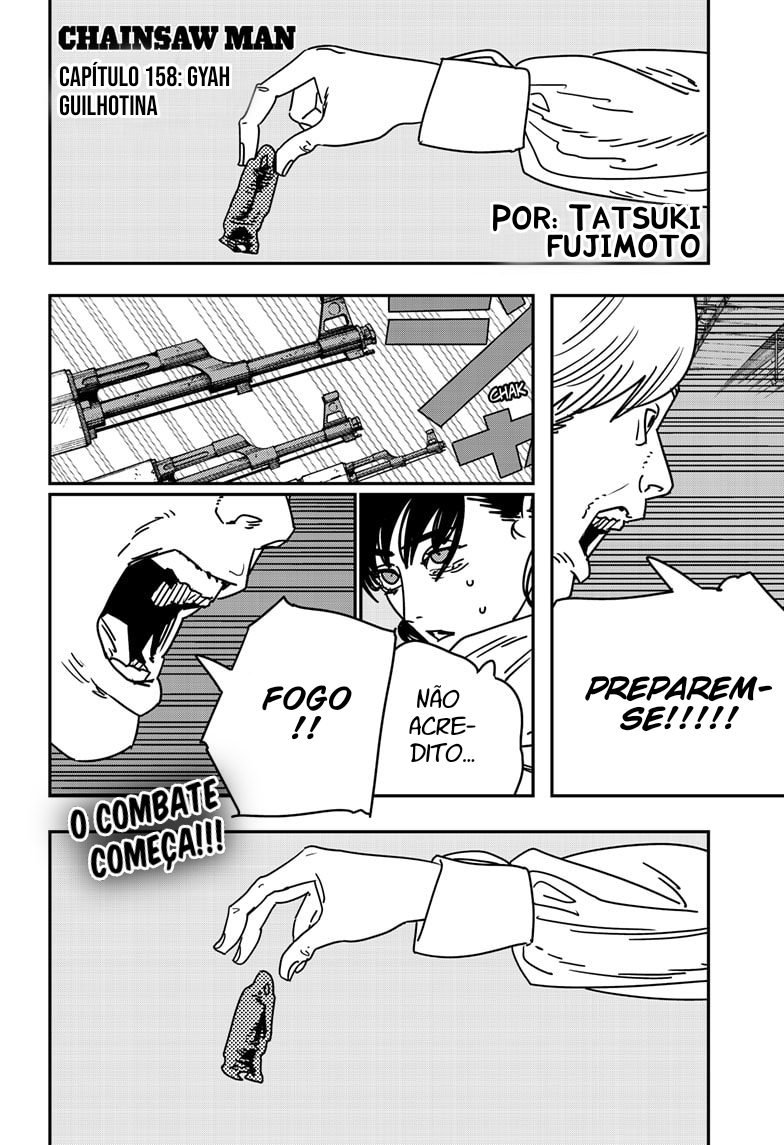 CHAINSAW MAN
CAPÍTULO 158: GYAH
GUILHOTINA
POR: TATSUKI
FUJIMOTO
CHAK
PREPAREM-
SE!!!!!
NÃO
ACRE-
DITO...
FOGO
!!
O COMBATE
COMEÇA!!!